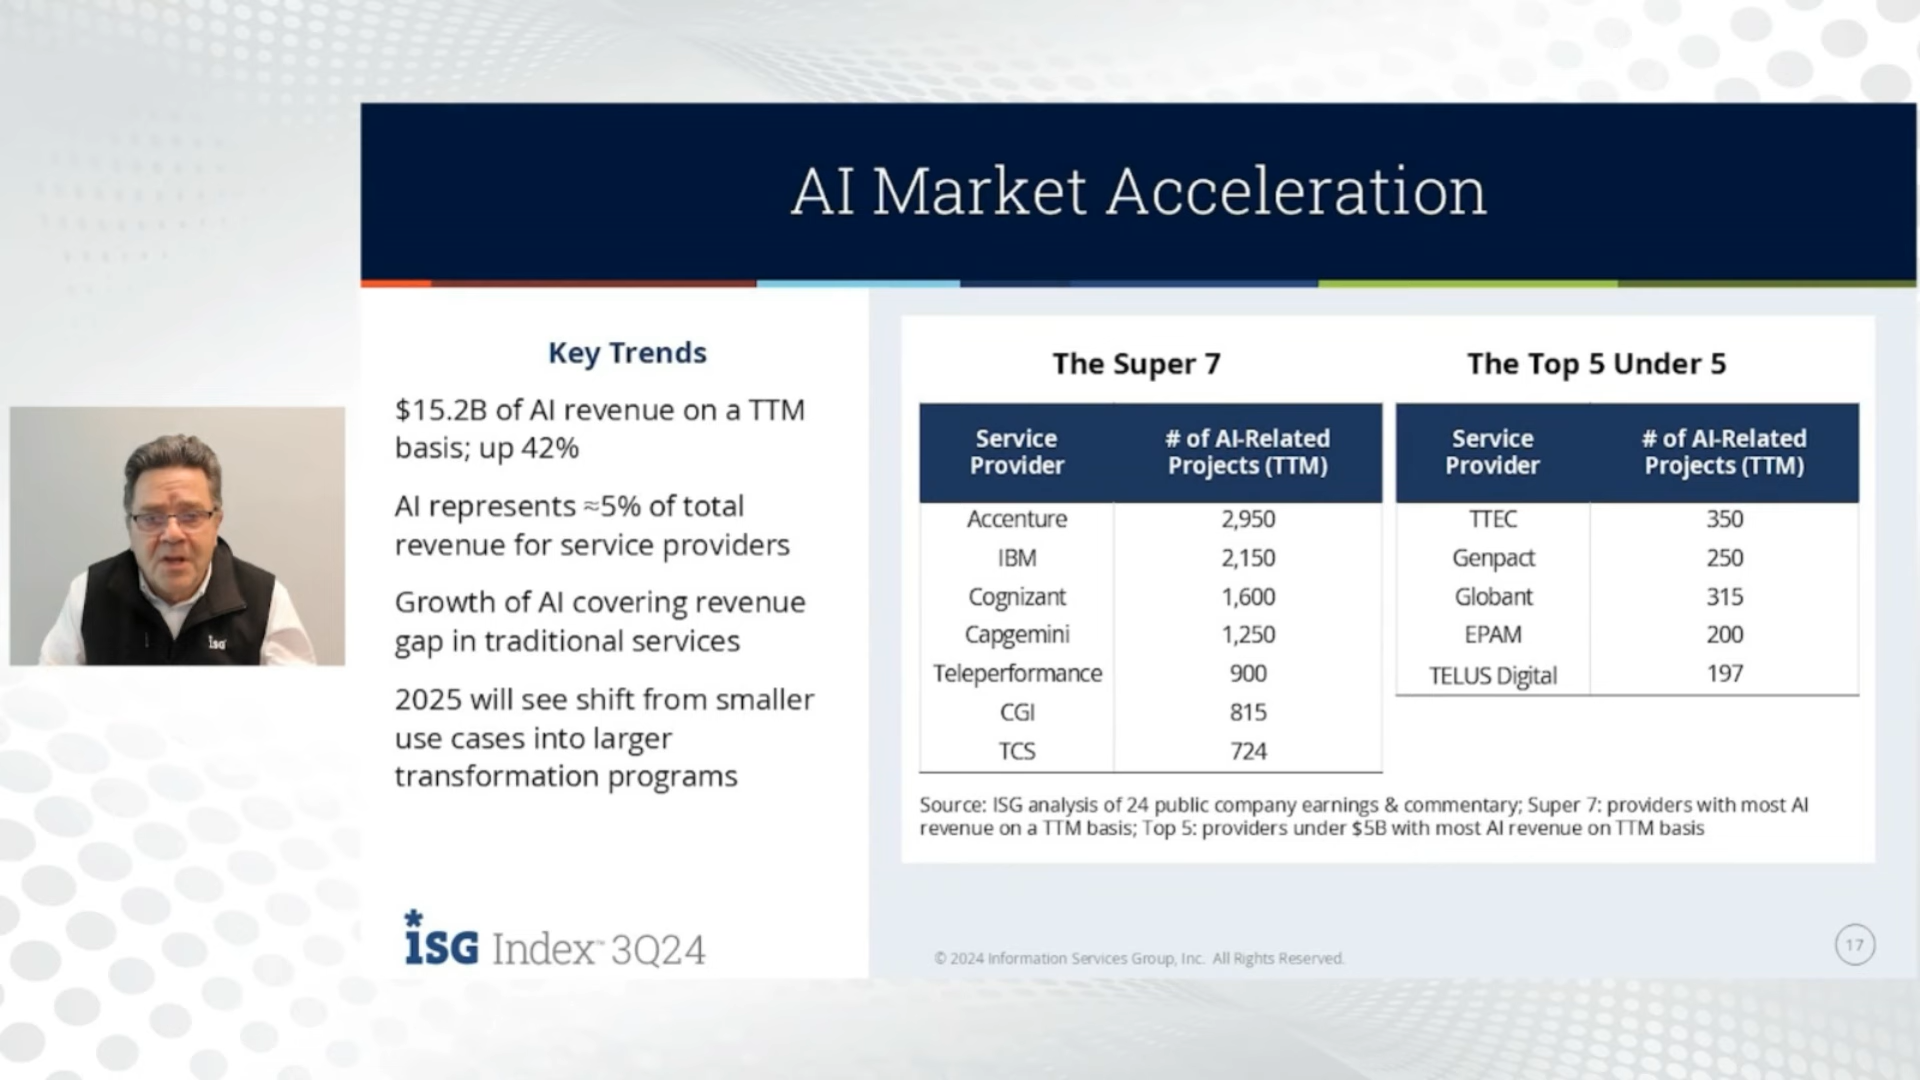 AI Market Acceleration
Key Trends
$15.2B of AI revenue on a TTM
basis; up 42%
AI represents ≈5% of total
revenue for service providers
Growth of AI covering revenue
gap in traditional services
2025 will see shift from smaller
use cases into larger
transformation programs
The Super 7
Service Provider # of AI-Related Projects (TTM)
Accenture 2,950
IBM 2,150
Cognizant 1,600
Capgemini 1,250
Teleperformance 900
CGI 815
TCS 724
The Top 5 Under 5
Service Provider # of AI-Related Projects (TTM)
TTEC 350
Genpact 250
Globant 315
EPAM 200
TELUS Digital 197
Source: ISG analysis of 24 public company earnings & commentary; Super 7: providers with most AI
revenue on a TTM basis; Top 5: providers under $5B with most AI revenue on TTM basis
isg
iSG Index™ 3Q24
© 2024 Information Services Group, Inc. All Rights Reserved.
17